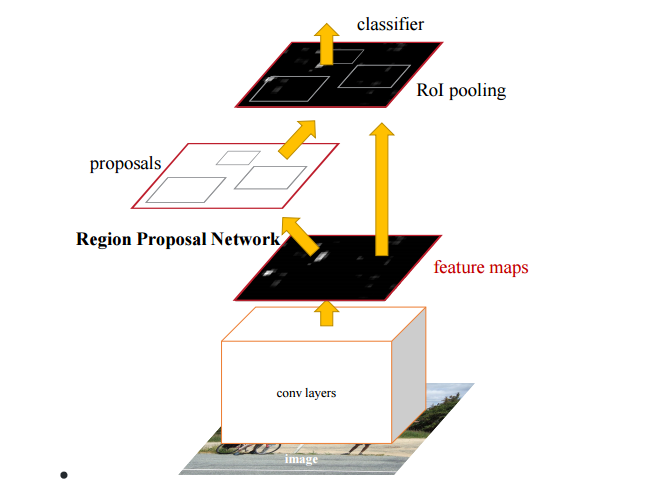 classifier
RoI pooling
proposals
Region Proposal Network
feature maps
conv layers
image